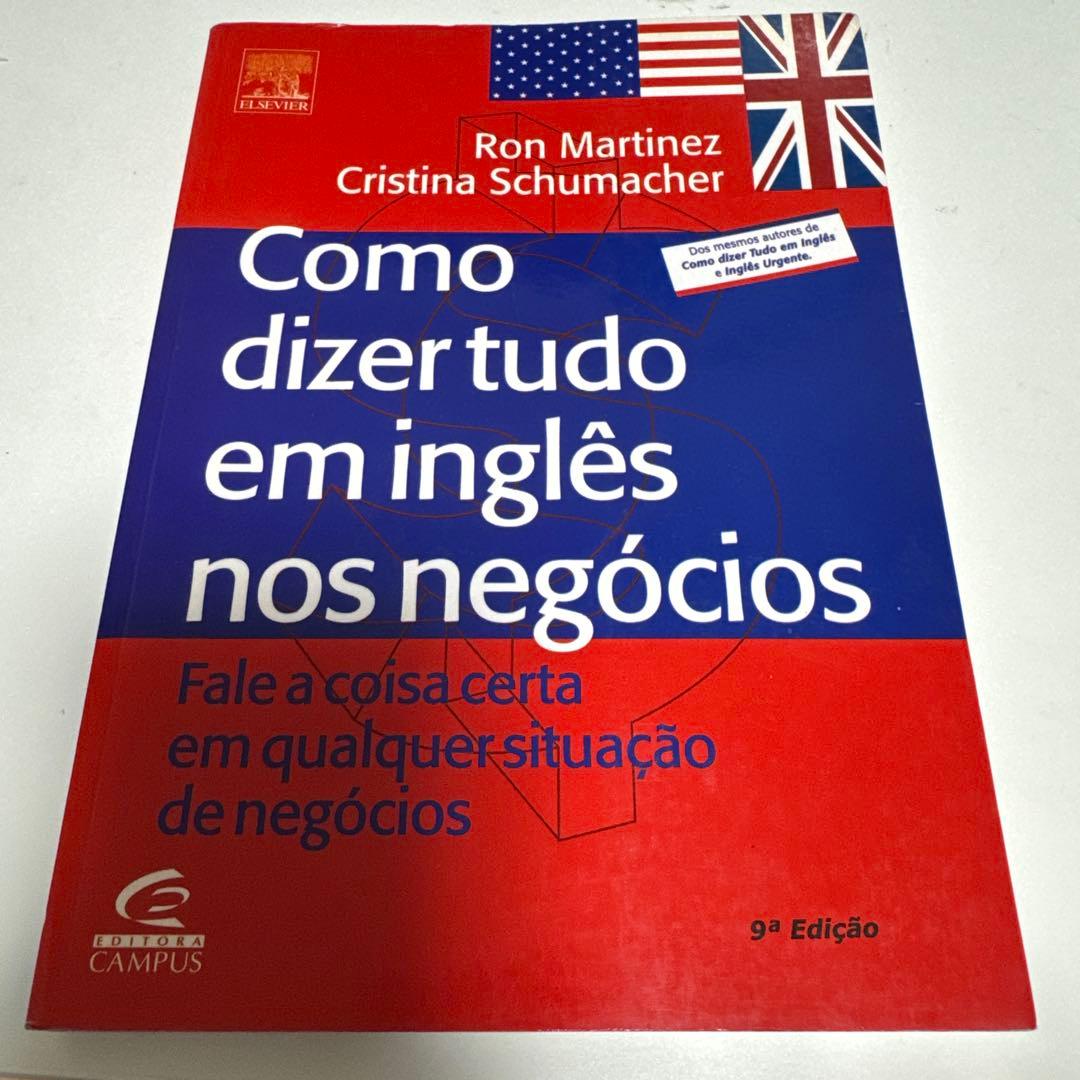 ELSEVIER
Ron Martinez
Cristina Schumacher
Dos mesmos autores de
Como dizer Tudo em Inglês
e Inglês Urgente.
Como
dizer tudo
em inglês
nos negócios
Fale a coisa certa
em qualquer situação
de negócios
EDITORA
CAMPUS
9ª Edição